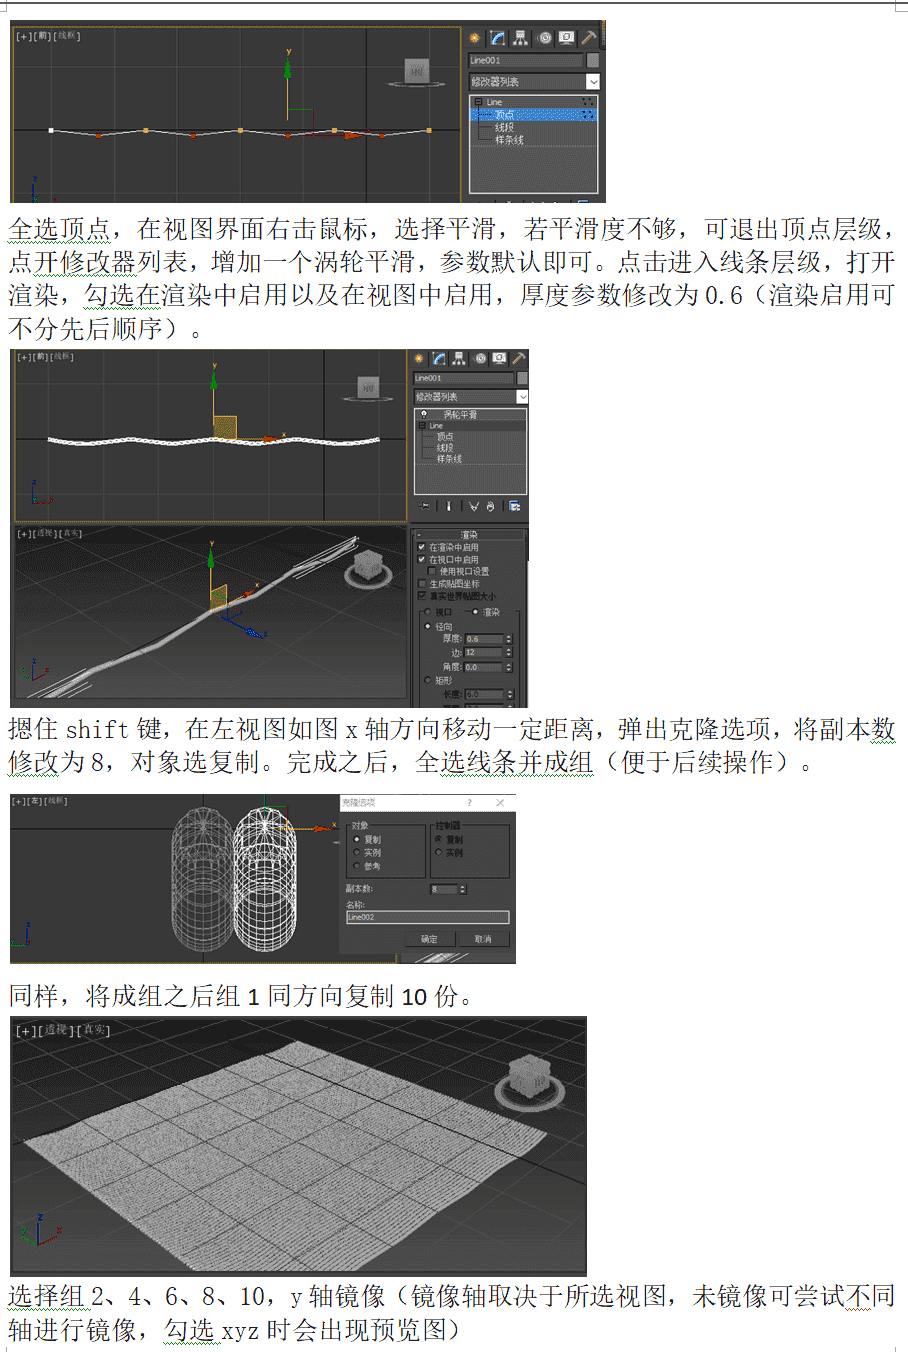 [+][前][线框]
y
前
Line001
修改器列表
Line
顶点
线段
样条线
z
x
全选顶点，在视图界面右击鼠标，选择平滑，若平滑度不够，可退出顶点层级，
点开修改器列表，增加一个涡轮平滑，参数默认即可。点击进入线条层级，打开
渲染，勾选在渲染中启用以及在视图中启用，厚度参数修改为0.6（渲染启用可
不分先后顺序）。
[+][前][线框]
y
x
前
z
x
Line001
修改器列表
涡轮平滑
Line
顶点
线段
样条线
[+][透视][真实]
y
x
z
z
x
渲染
在渲染中启用
在视口中启用
使用视口设置
生成贴图坐标
真实世界贴图大小
视口 渲染
径向
厚度: 0.6
边: 12
角度: 0.0
矩形
长度: 6.0
摁住shift键，在左视图如图x轴方向移动一定距离，弹出克隆选项，将副本数
修改为8，对象选复制。完成之后，全选线条并成组（便于后续操作）。
[+][左][线框]
x
z
克隆选项 ? ×
对象
控制器
复制
复制
实例
实例
参考
副本数: 8
名称:
Line002
确定
取消
同样，将成组之后组1同方向复制10份。
[+][透视][真实]
前
z
y
x
选择组2、4、6、8、10，y轴镜像（镜像轴取决于所选视图，未镜像可尝试不同
轴进行镜像，勾选xyz时会出现预览图）